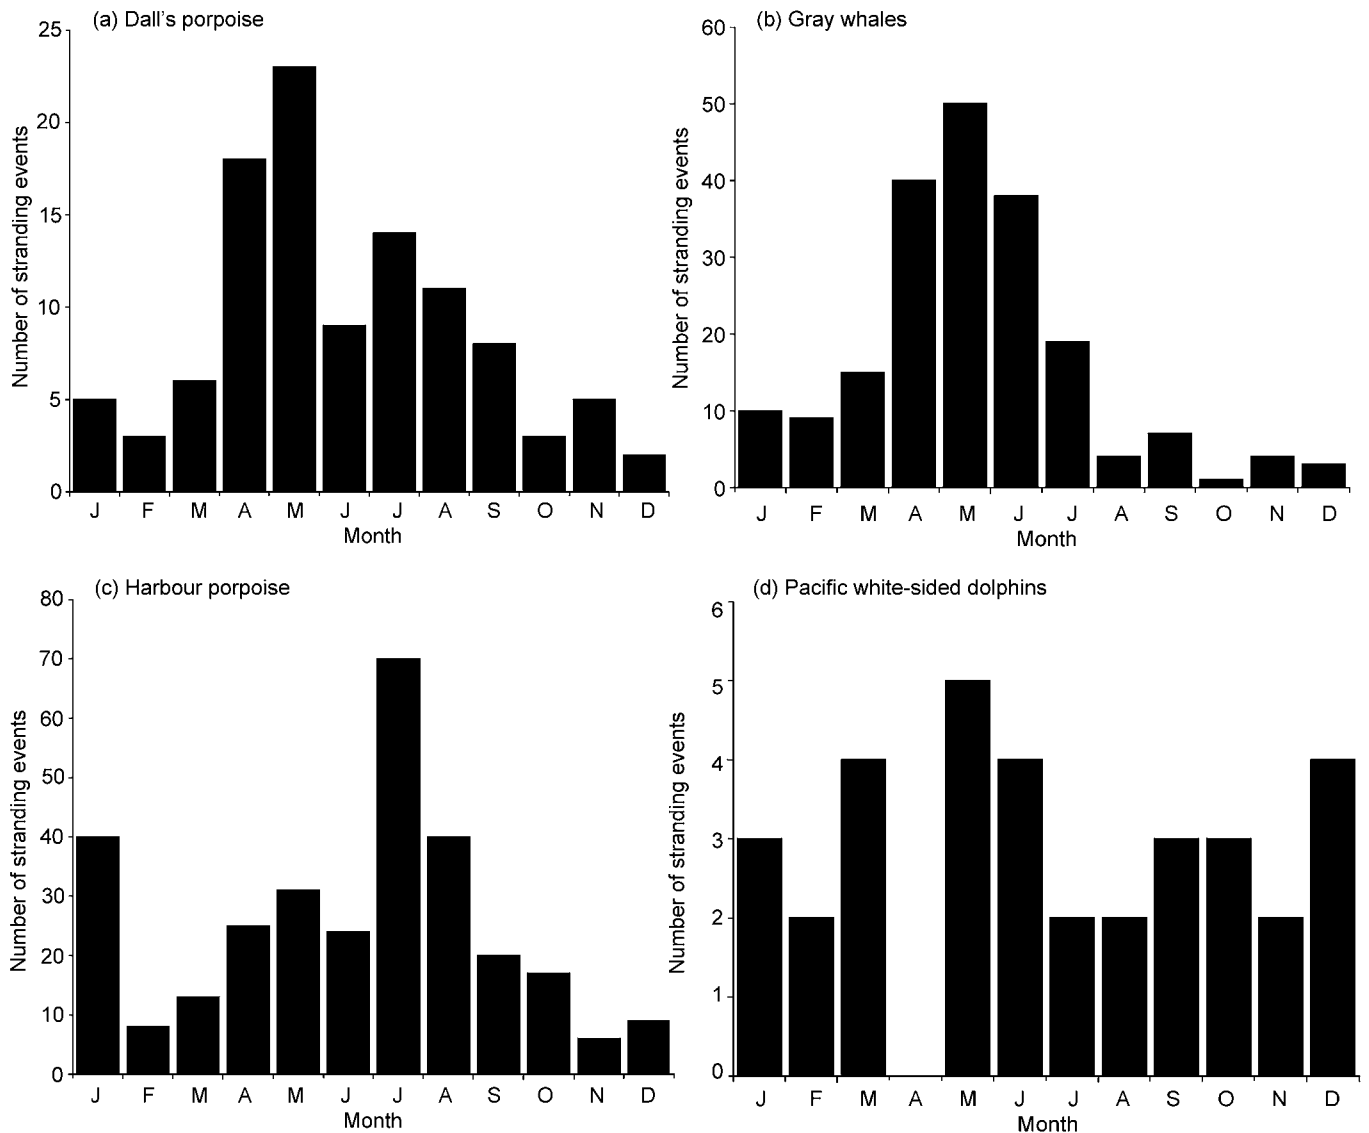 (a) Dall's porpoise
25
20
15
10
5
0
Number of stranding events
J F M A M J J A S O N D
Month
(b) Gray whales
60
50
40
30
20
10
0
Number of stranding events
J F M A M J J A S O N D
Month
(c) Harbour porpoise
80
70
60
50
40
30
20
10
0
Number of stranding events
J F M A M J J A S O N D
Month
(d) Pacific white-sided dolphins
6
5
4
3
2
1
0
Number of stranding events
J F M A M J J A S O N D
Month